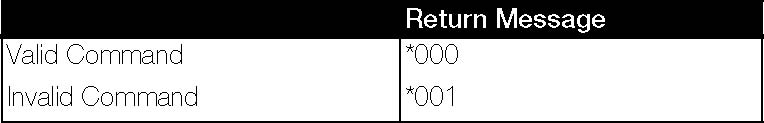 Return Message
Valid Command *000
Invalid Command *001